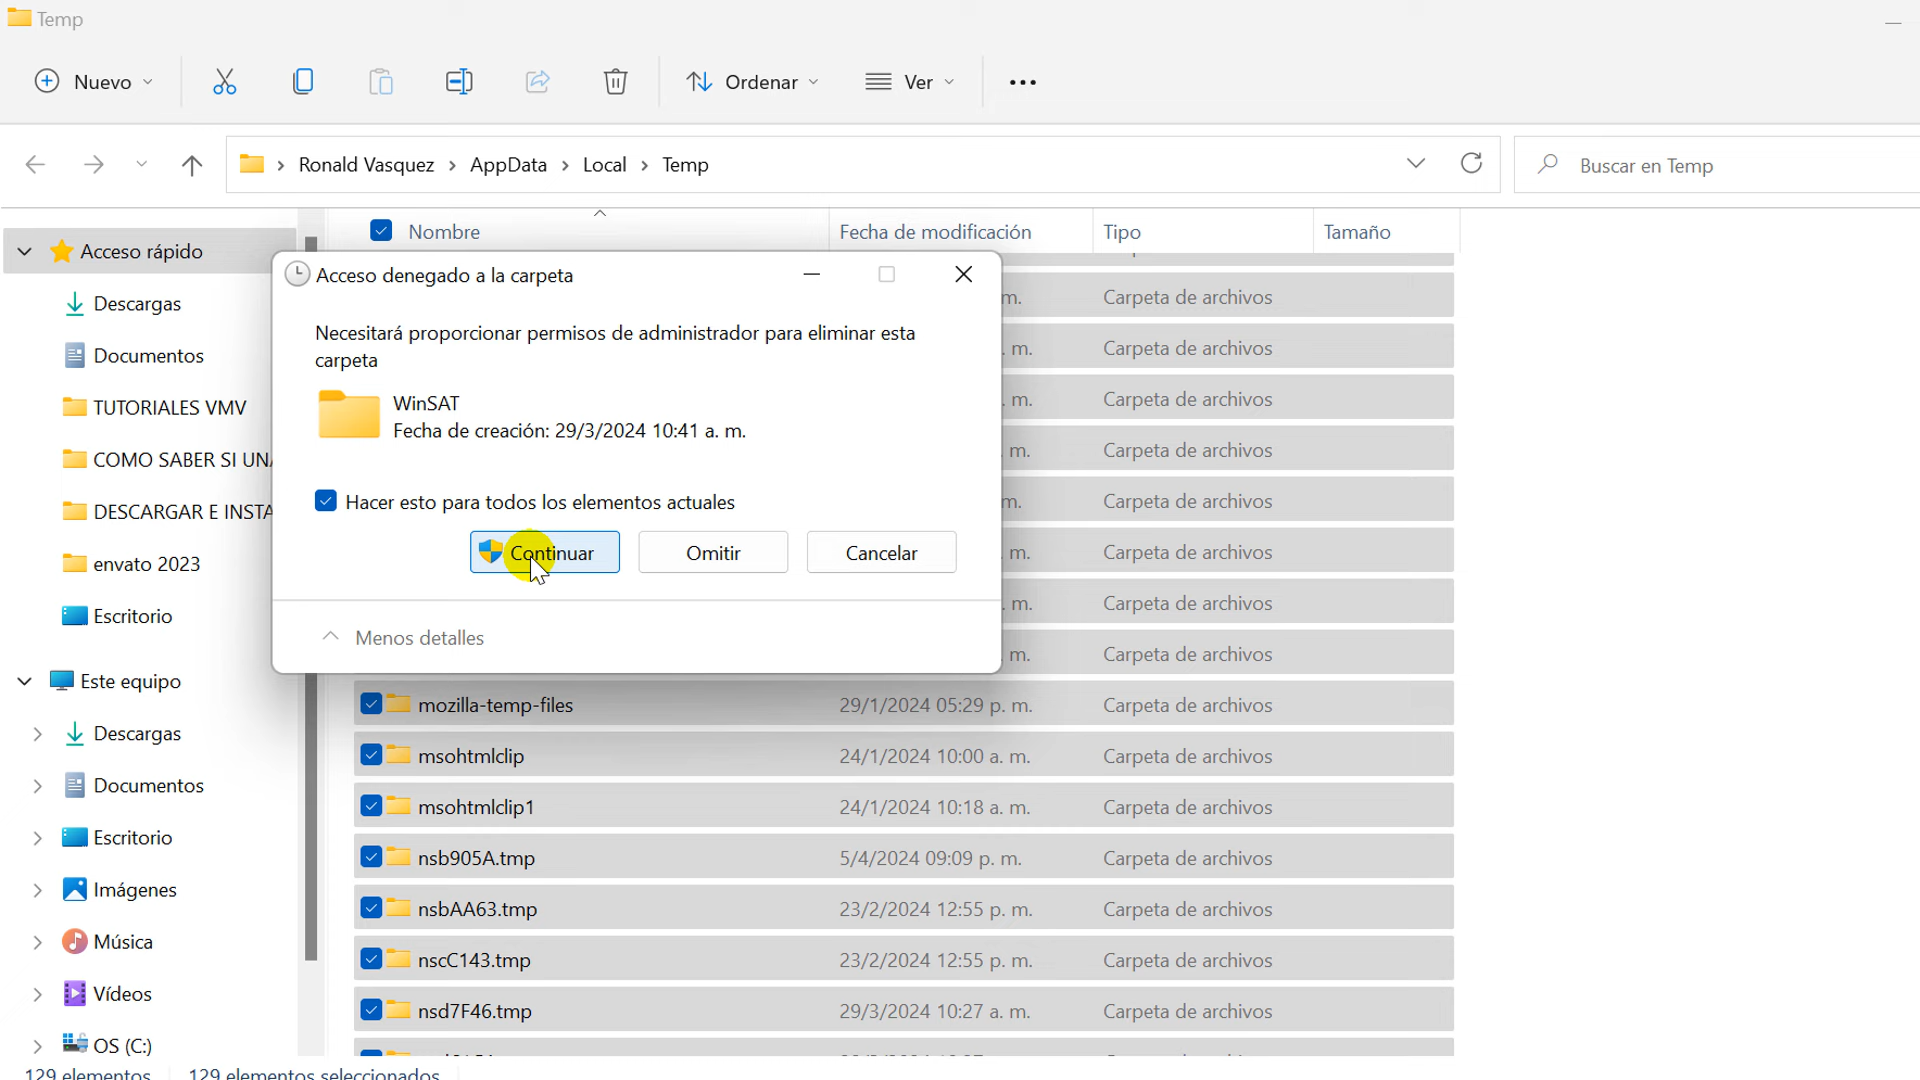 Temp
Nuevo
Ordenar
Ver
Ronald Vasquez > AppData > Local > Temp
Buscar en Temp
Nombre
Fecha de modificación
Tipo
Tamaño
Acceso rápido
Descargas
Documentos
TUTORIALES VMV
COMO SABER SI UN
DESCARGAR E INSTA
envato 2023
Escritorio
Este equipo
Descargas
Documentos
Escritorio
Imágenes
Música
Vídeos
OS (C:)
Acceso denegado a la carpeta
Necesitará proporcionar permisos de administrador para eliminar esta
carpeta
WinSAT
Fecha de creación: 29/3/2024 10:41 a. m.
Hacer esto para todos los elementos actuales
Continuar
Omitir
Cancelar
Menos detalles
m. Carpeta de archivos
. m. Carpeta de archivos
. m. Carpeta de archivos
m. Carpeta de archivos
m. Carpeta de archivos
m. Carpeta de archivos
. m. Carpeta de archivos
m. Carpeta de archivos
mozilla-temp-files 29/1/2024 05:29 p. m. Carpeta de archivos
msohtmlclip 24/1/2024 10:00 a. m. Carpeta de archivos
msohtmlclip1 24/1/2024 10:18 a. m. Carpeta de archivos
nsb905A.tmp 5/4/2024 09:09 p. m. Carpeta de archivos
nsbAA63.tmp 23/2/2024 12:55 p. m. Carpeta de archivos
nscC143.tmp 23/2/2024 12:55 p. m. Carpeta de archivos
nsd7F46.tmp 29/3/2024 10:27 a. m. Carpeta de archivos
129 elementos
129 elementos seleccionados